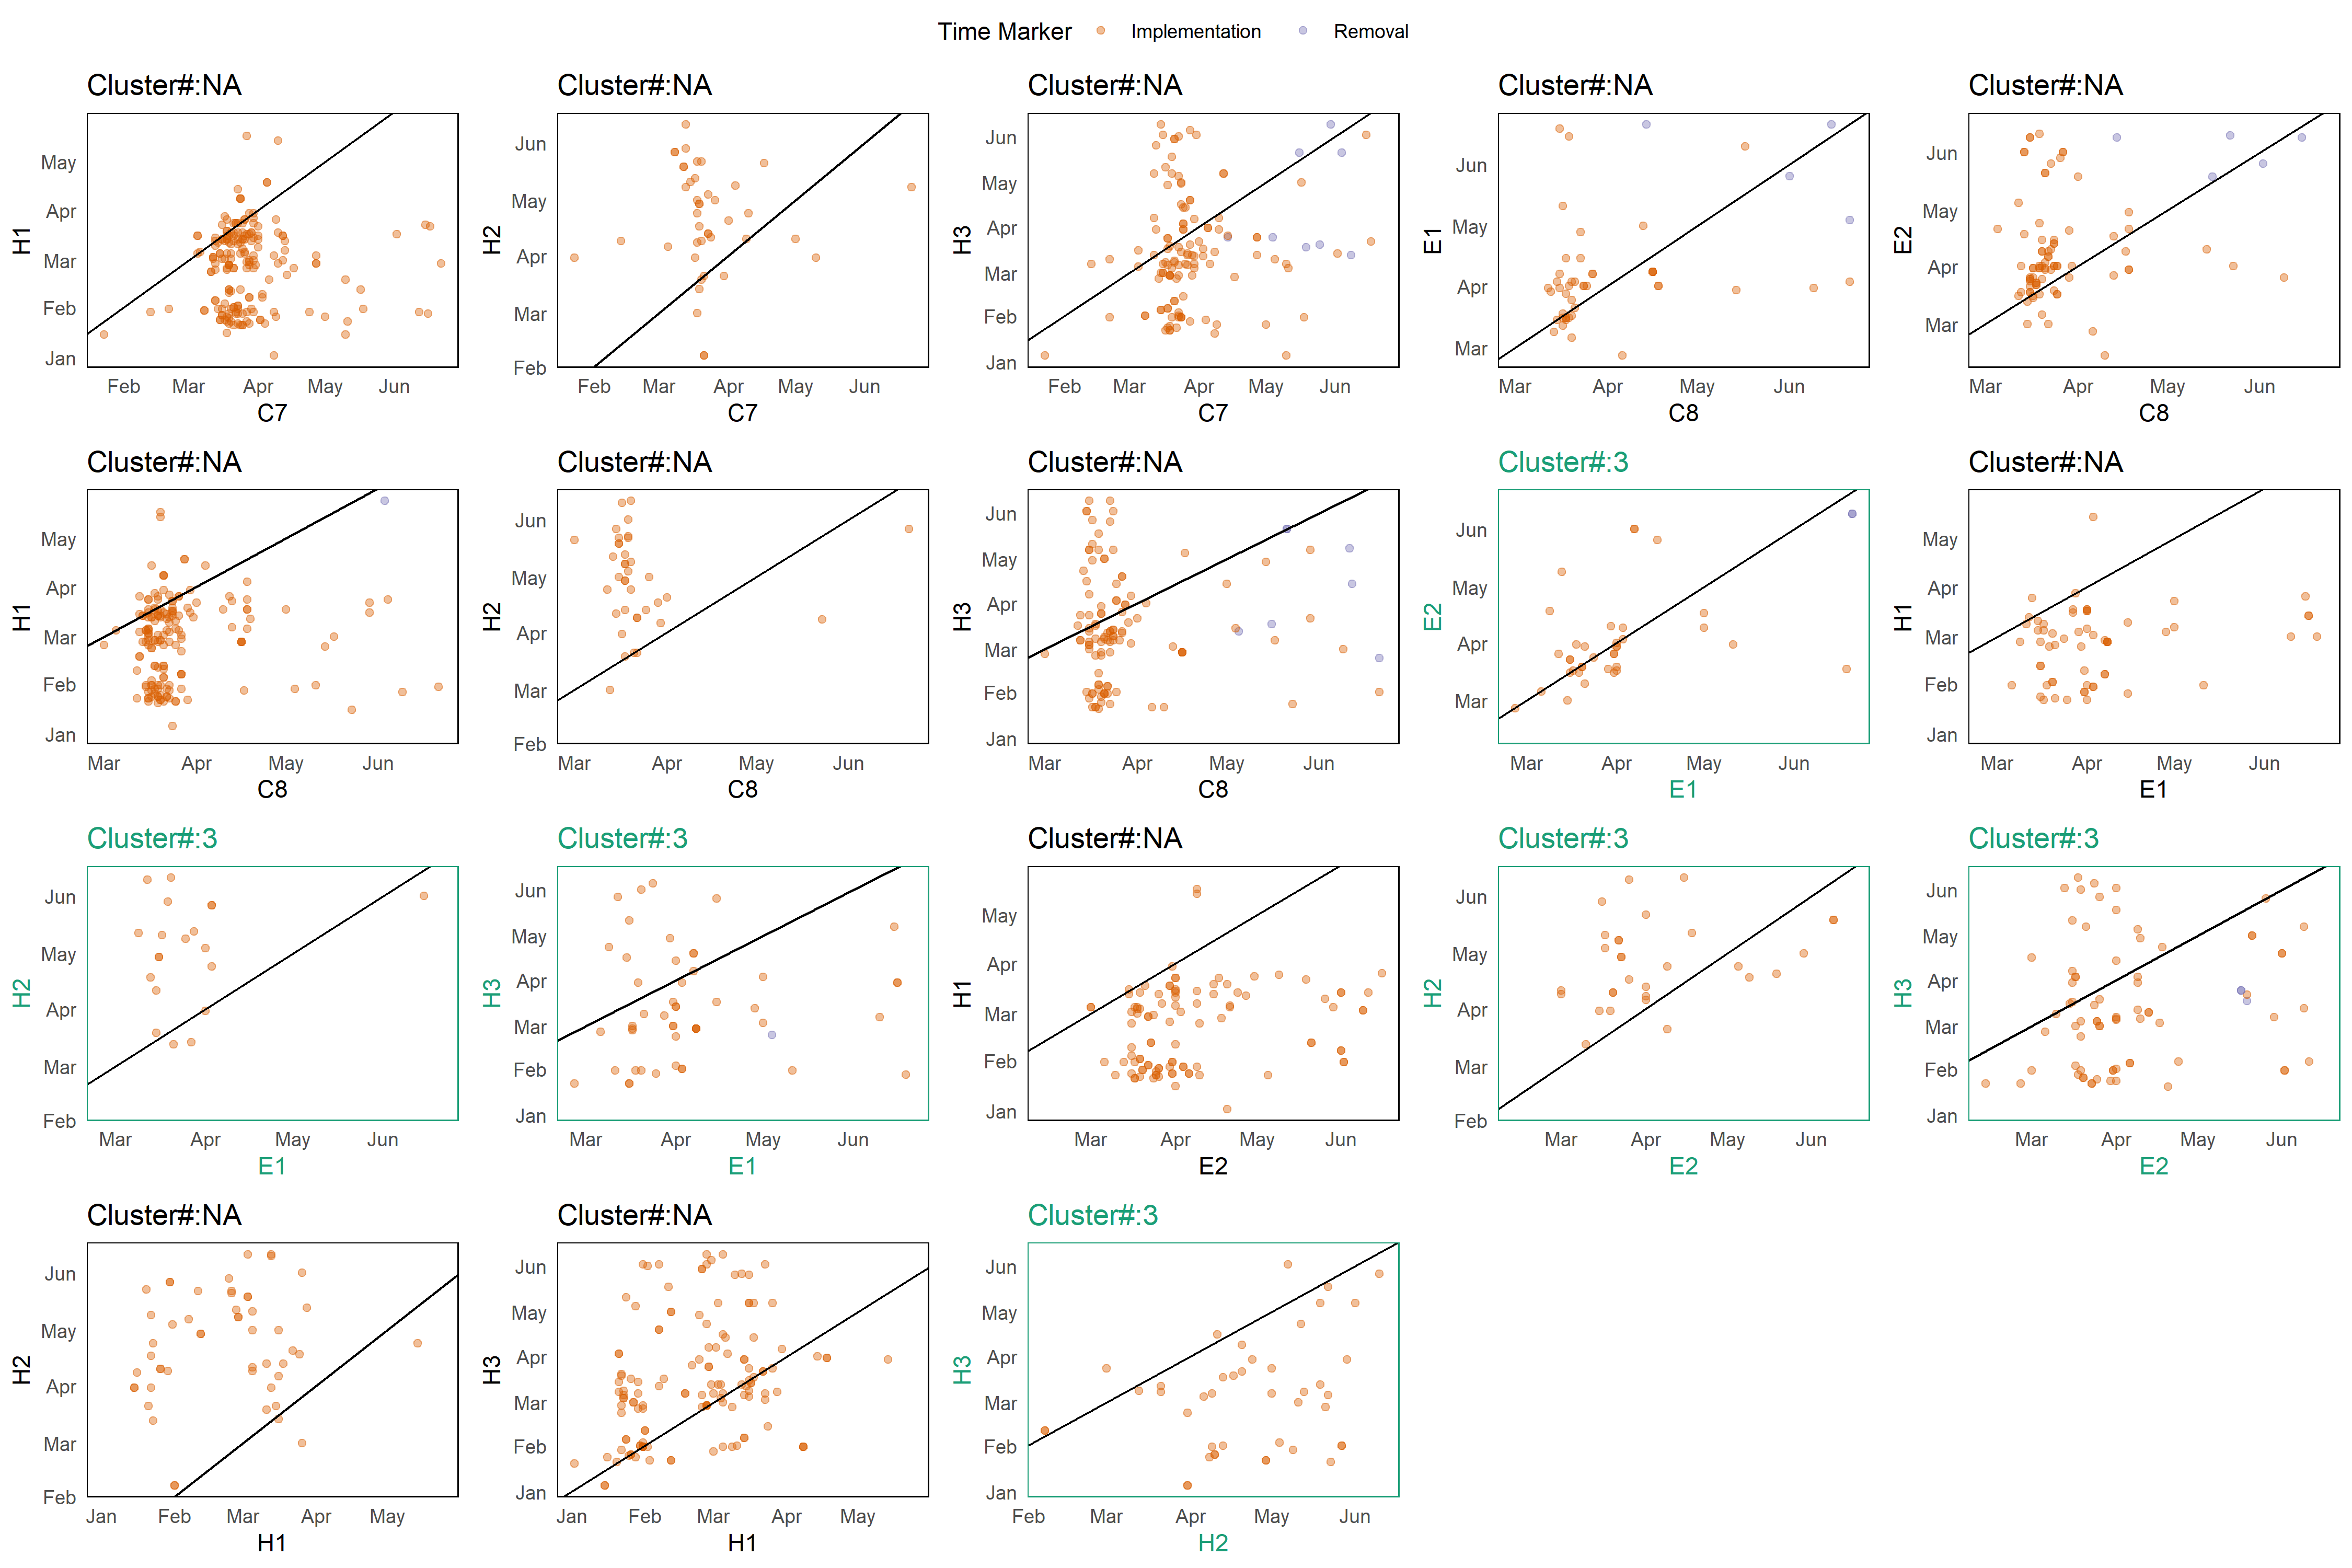 Time Marker Implementation Removal
Cluster#:NA Cluster#:NA Cluster#:NA Cluster#:NA Cluster#:NA
H1 May Apr Mar Feb Jan
Feb Mar Apr May Jun
C7
H2 Jun May Apr Mar Feb
Feb Mar Apr May Jun
C7
H3 Jun May Apr Mar Feb Jan
Feb Mar Apr May Jun
C7
E1 Jun May Apr Mar
Mar Apr May Jun
C8
E2 Jun May Apr Mar
Mar Apr May Jun
C8
Cluster#:NA Cluster#:NA Cluster#:NA Cluster#:3 Cluster#:NA
H1 May Apr Mar Feb Jan
Mar Apr May Jun
C8
H2 Jun May Apr Mar Feb
Mar Apr May Jun
C8
H3 Jun May Apr Mar Feb Jan
Mar Apr May Jun
C8
E2 Jun May Apr Mar
Mar Apr May Jun
E1
H1 May Apr Mar Feb Jan
Mar Apr May Jun
E1
Cluster#:3 Cluster#:3 Cluster#:NA Cluster#:3 Cluster#:3
H2 Jun May Apr Mar Feb
Mar Apr May Jun
E1
H3 Jun May Apr Mar Feb Jan
Mar Apr May Jun
E1
H1 May Apr Mar Feb Jan
Mar Apr May Jun
E2
H2 Jun May Apr Mar Feb
Mar Apr May Jun
E2
H3 Jun May Apr Mar Feb Jan
Mar Apr May Jun
E2
Cluster#:NA Cluster#:NA Cluster#:3
H2 Jun May Apr Mar Feb
Jan Feb Mar Apr May
H1
H3 Jun May Apr Mar Feb Jan
Jan Feb Mar Apr May
H1
H3 Jun May Apr Mar Feb Jan
Feb Mar Apr May Jun
H2